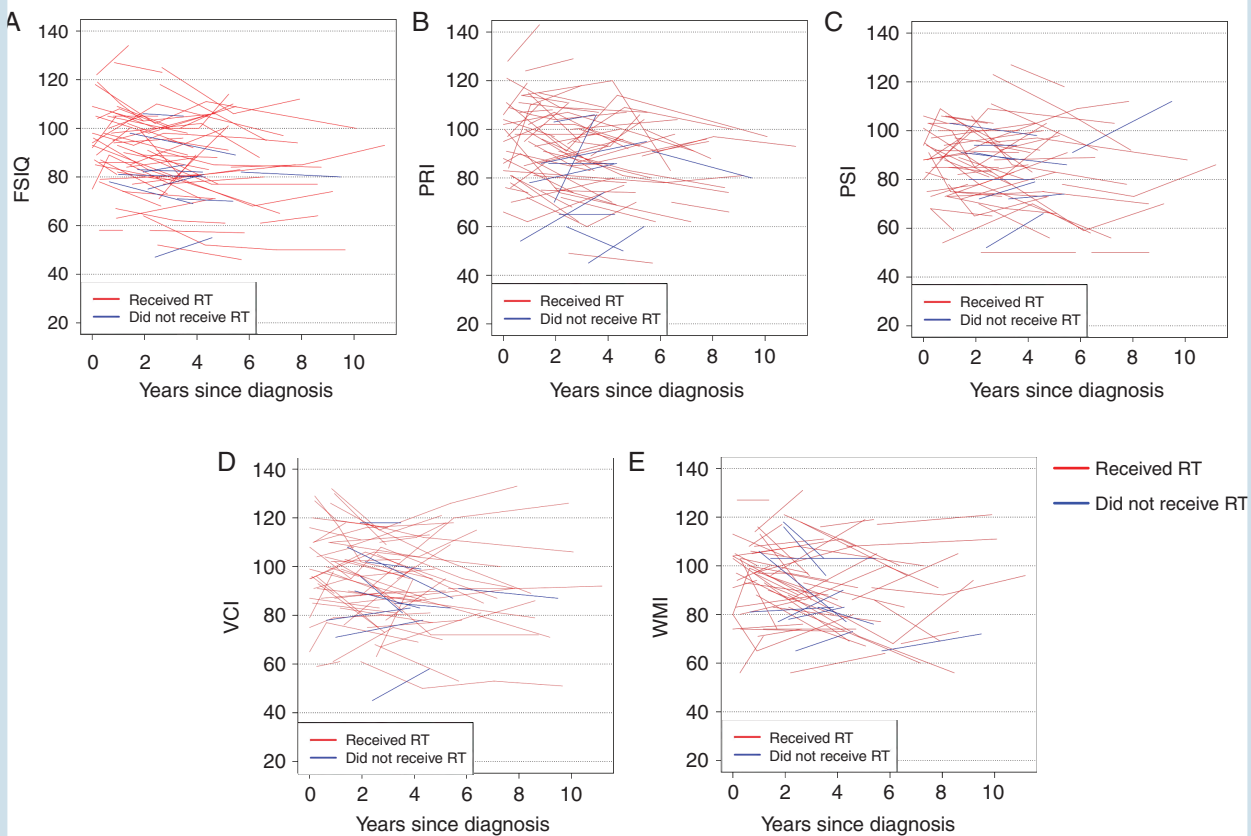 A
FSIQ
140
120
100
80
60
40
20
Received RT
Did not receive RT
0 2 4 6 8 10
Years since diagnosis
B
PRI
140
120
100
80
60
40
20
Received RT
Did not receive RT
0 2 4 6 8 10
Years since diagnosis
C
PSI
140
120
100
80
60
40
20
Received RT
Did not receive RT
0 2 4 6 8 10
Years since diagnosis
D
VCI
140
120
100
80
60
40
20
Received RT
Did not receive RT
0 2 4 6 8 10
Years since diagnosis
E
WMI
140
120
100
80
60
40
20
Received RT
Did not receive RT
0 2 4 6 8 10
Years since diagnosis
Received RT
Did not receive RT